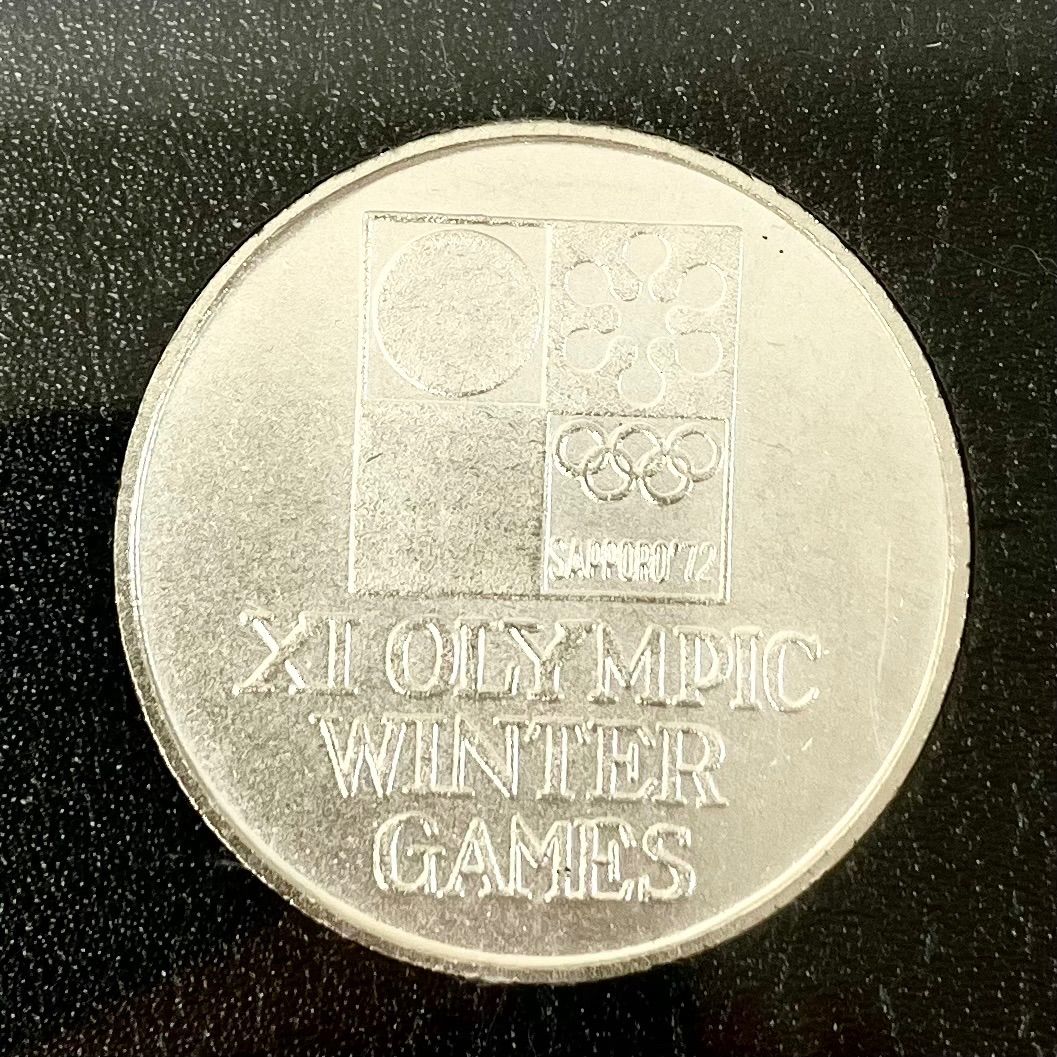 SAPPORO'72
XI OLYMPIC
WINTER
GAMES